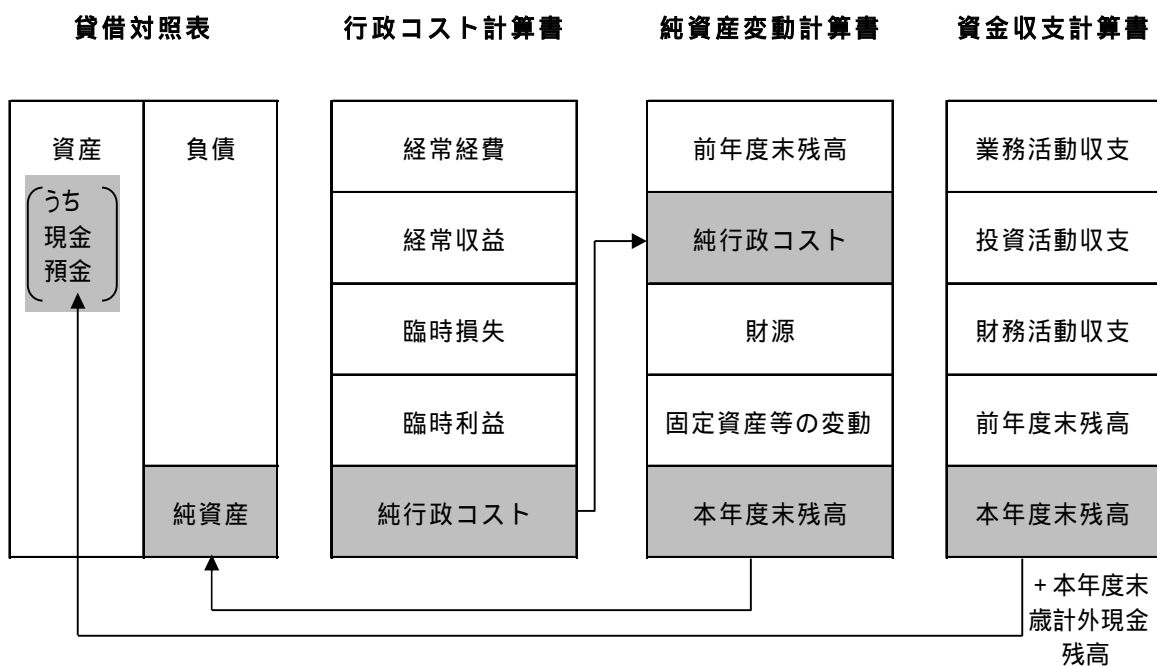 貸借対照表
行政コスト計算書
純資産変動計算書
資金収支計算書
資産
うち
現金
預金
負債
純資産
経常経費
経常収益
臨時損失
臨時利益
純行政コスト
前年度末残高
純行政コスト
財源
固定資産等の変動
本年度末残高
業務活動収支
投資活動収支
財務活動収支
前年度末残高
本年度末残高
+本年度末
歳計外現金
残高